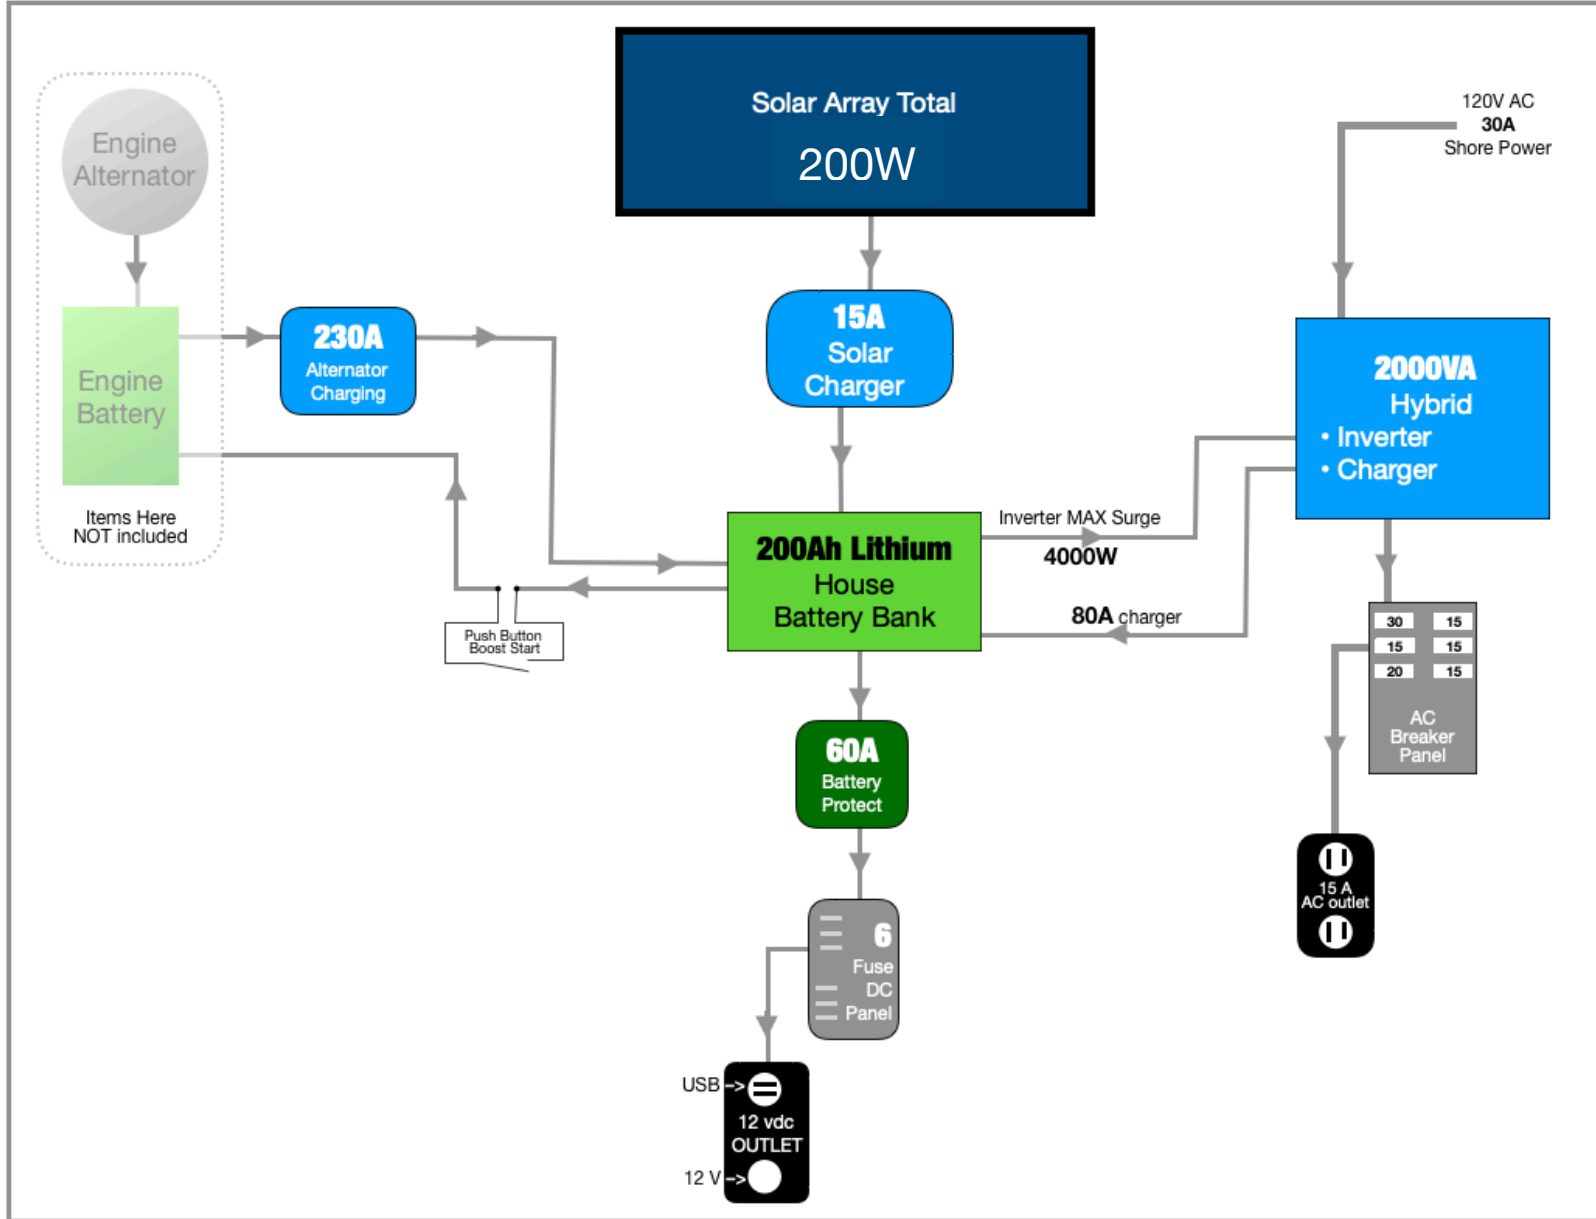 Solar Array Total
200W
120V AC
30A
Shore Power
Engine
Alternator
Engine
Battery
Items Here
NOT included
230A
Alternator
Charging
15A
Solar
Charger
2000VA
Hybrid
• Inverter
• Charger
Inverter MAX Surge
4000W
80A charger
200Ah Lithium
House
Battery Bank
Push Button
Boost Start
30 15
15 15
20 15
AC
Breaker
Panel
60A
Battery
Protect
15 A
AC outlet
6
Fuse
DC
Panel
USB ->
12 vdc
OUTLET
12 V ->